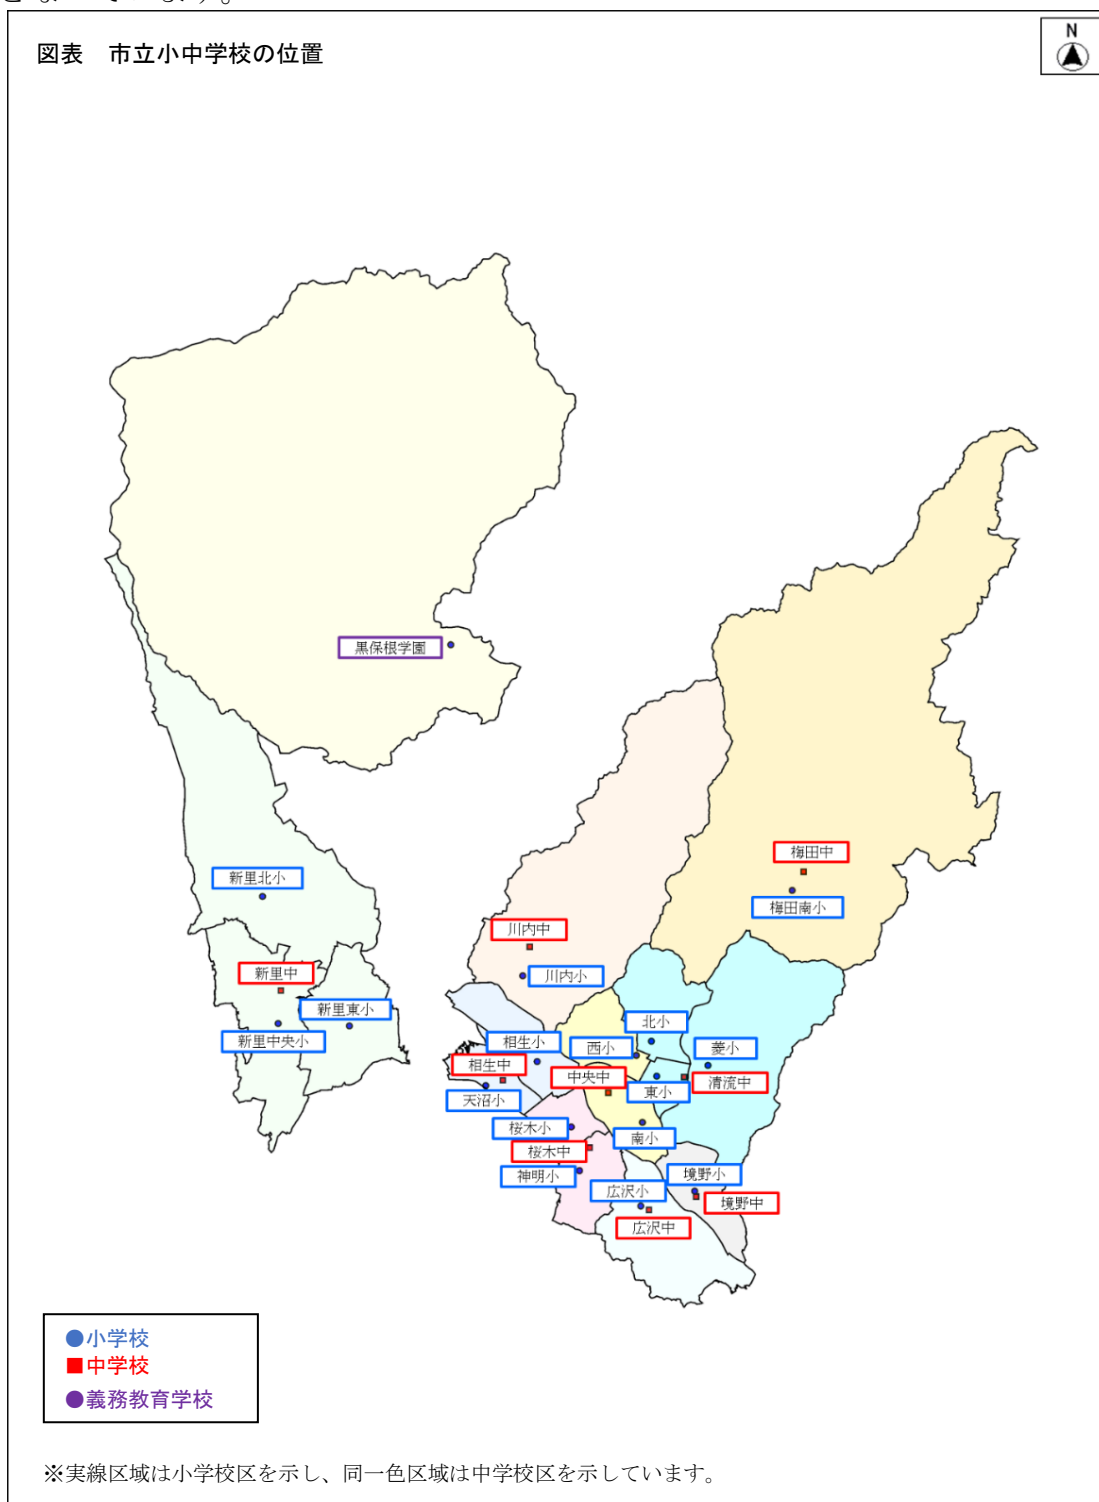 図表 市立小中学校の位置
N
黒保根学園
梅田中
新里北小
梅田南小
川内中
新里中
川内小
新里東小
北小
新里中央小
相生小
西小
菱小
相生中
中央中
清流中
天沼小
東小
桜木小
南小
桜木中
神明小
境野小
広沢小
境野中
広沢中
●小学校
■中学校
●義務教育学校
※実線区域は小学校区を示し、同一色区域は中学校区を示しています。